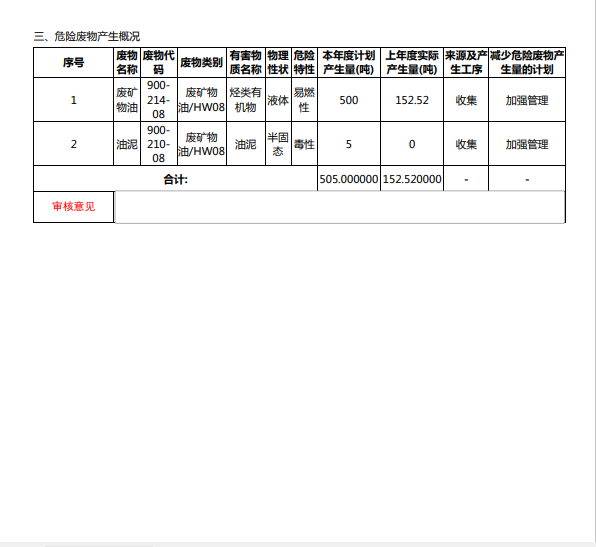 三、危险废物产生概况
序号 废物名称 废物代码 废物类别 有害物质名称 物理性状 危险特性 本年度计划产生量(吨) 上年度实际产生量(吨) 来源及产生工序 减少危险废物产生量的计划
1 废矿物油 900-214-08 废矿物油/HW08 烃类有机物 液体 易燃性 500 152.52 收集 加强管理
2 油泥 900-210-08 废矿物油/HW08 油泥 半固态 毒性 5 0 收集 加强管理
合计: 505.000000 152.520000 - -
审核意见